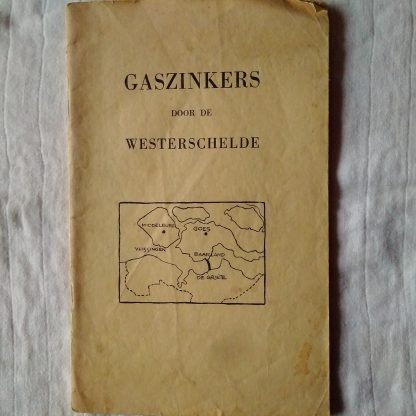 GASZINKERS
DOOR DE
WESTERSCHELDE
MIDDELBURG
GOES
VLISSINGEN
BAARLAND
DE GRIETE